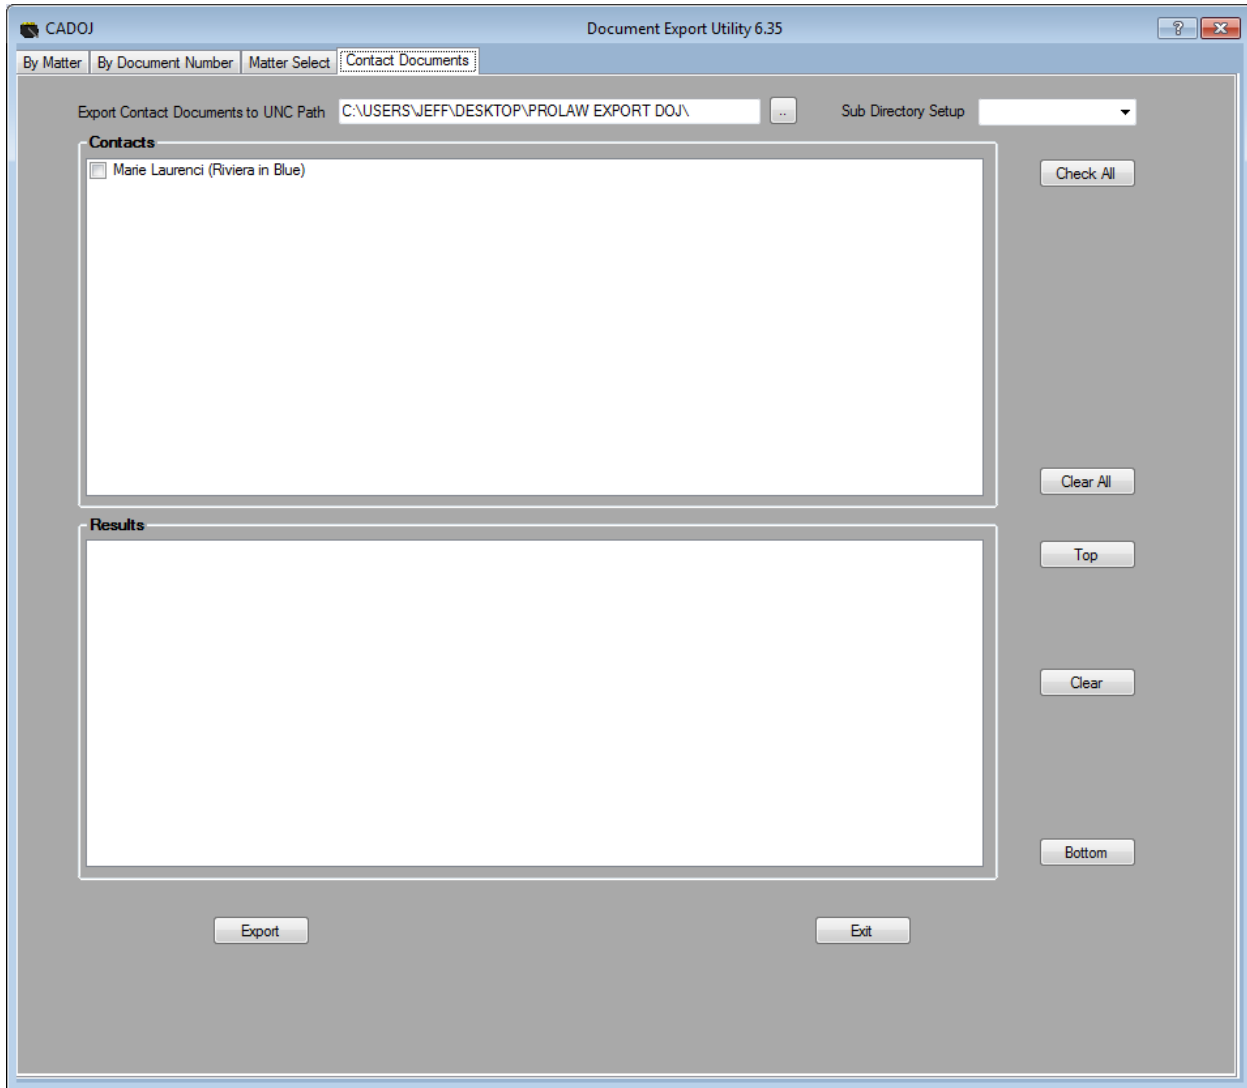 CADOJ Document Export Utility 6.35 ?
By Matter By Document Number Matter Select Contact Documents
Export Contact Documents to UNC Path C:\USERS\JEFF\DESKTOP\PROLAW EXPORT DOJ\ .. Sub Directory Setup
Contacts
Marie Laurenci (Riviera in Blue)
Check All
Clear All
Results
Top
Clear
Bottom
Export Exit